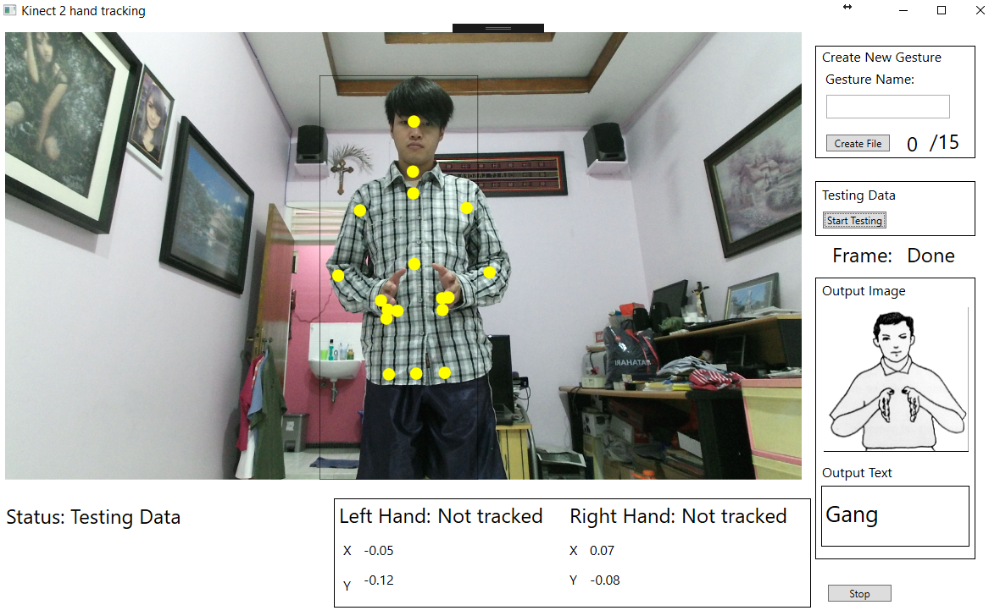 Kinect 2 hand tracking
Create New Gesture
Gesture Name:
Create File 0 /15
Testing Data
Start Testing
Frame: Done
Output Image
Output Text
Gang
Stop
Status: Testing Data
Left Hand: Not tracked Right Hand: Not tracked
X -0.05 X 0.07
Y -0.12 Y -0.08
MATAHARI